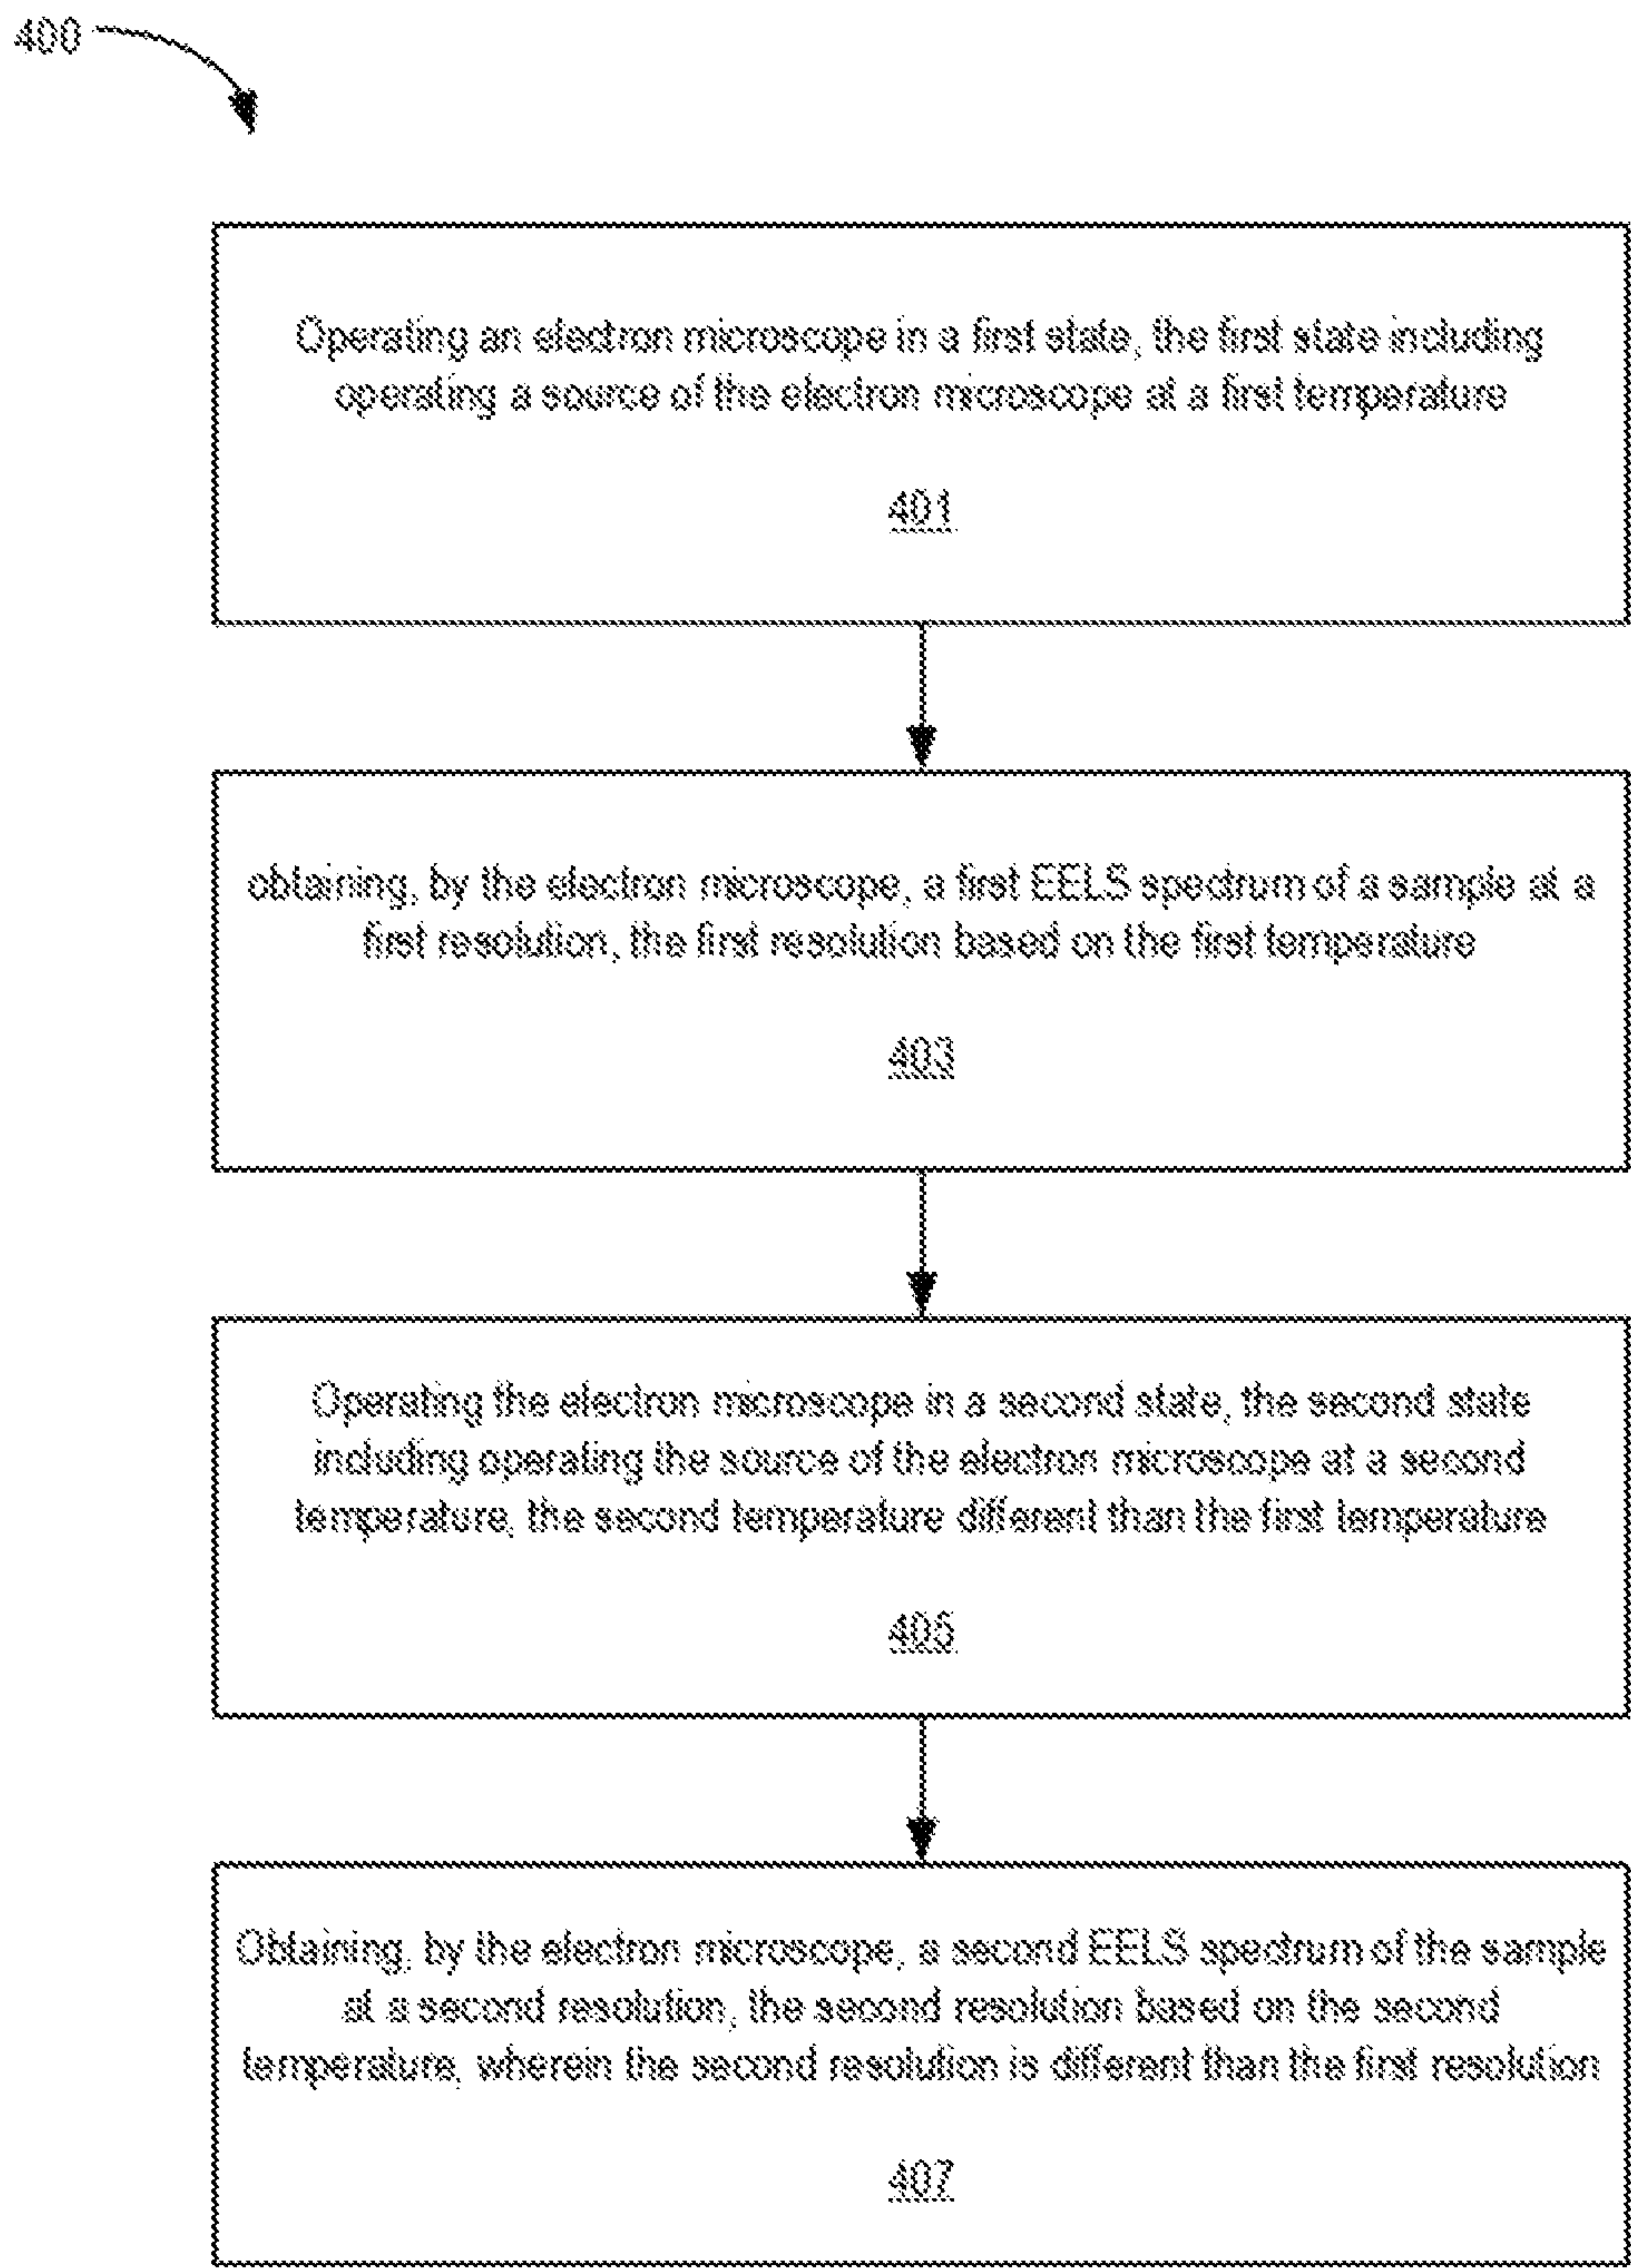 400
Operating an electron microscope in a first state, the first state including
operating a source of the electron microscope at a first temperature
401
obtaining, by the electron microscope, a first EELS spectrum of a sample at a
first resolution, the first resolution based on the first temperature
403
Operating the electron microscope in a second state, the second state
including operating the source of the electron microscope at a second
temperature, the second temperature different than the first temperature
405
Obtaining, by the electron microscope, a second EELS spectrum of the sample
at a second resolution, the second resolution based on the second
temperature, wherein the second resolution is different than the first resolution
407